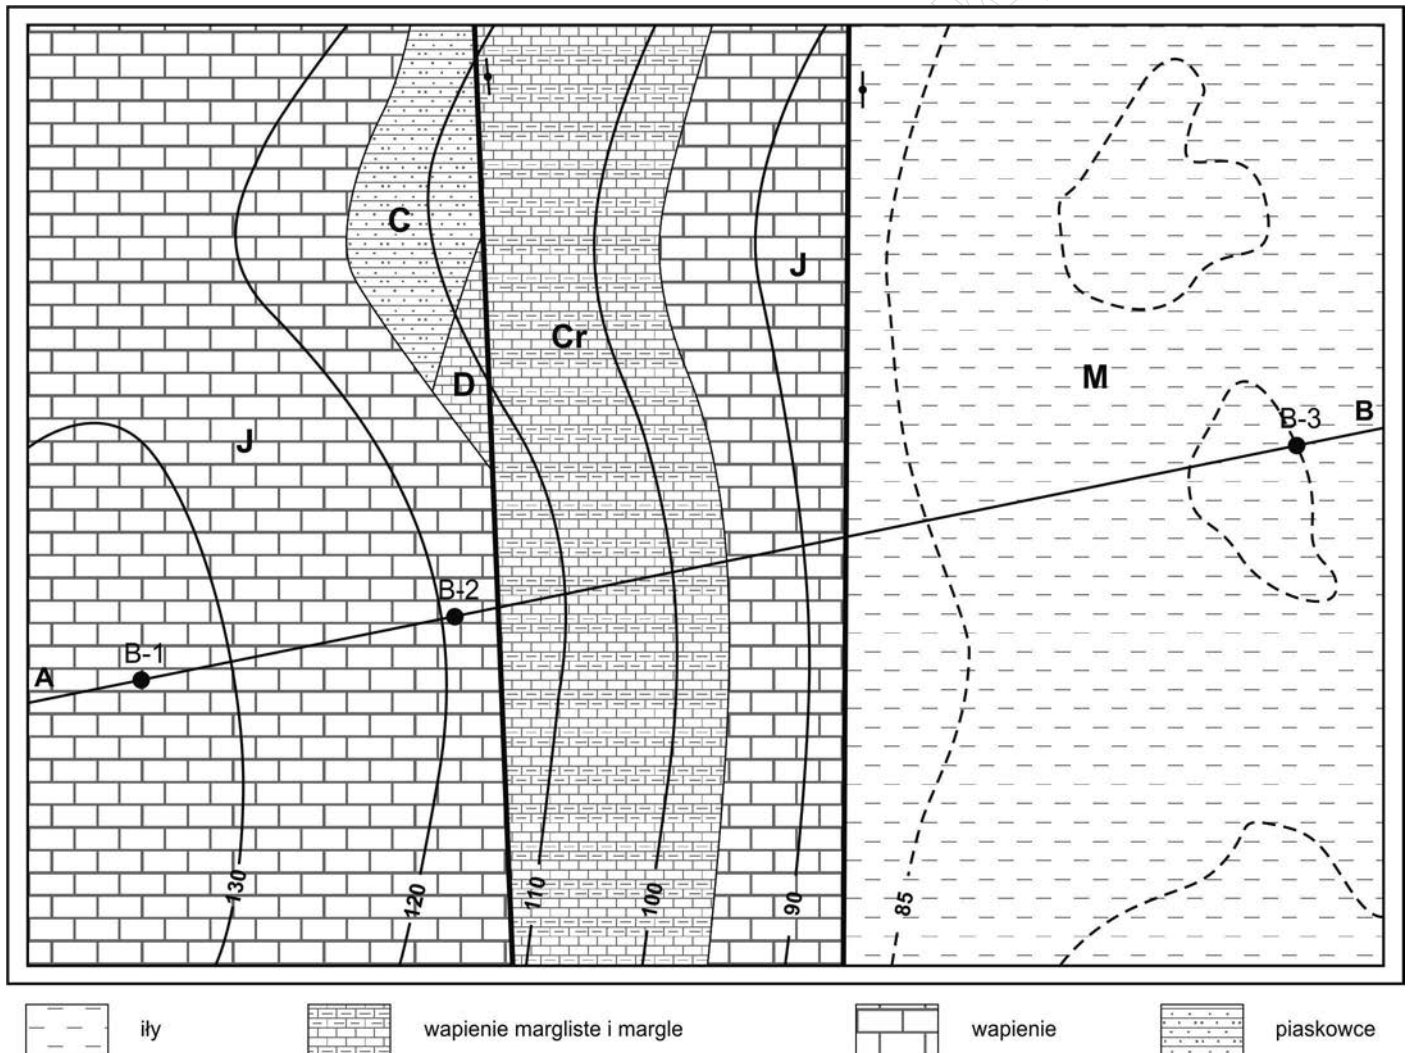 C
J
Cr
D
M
J
B-3
B
B-2
B-1
A
130
120
110
100
90
85
iły
wapienie margliste i margle
wapienie
piaskowce